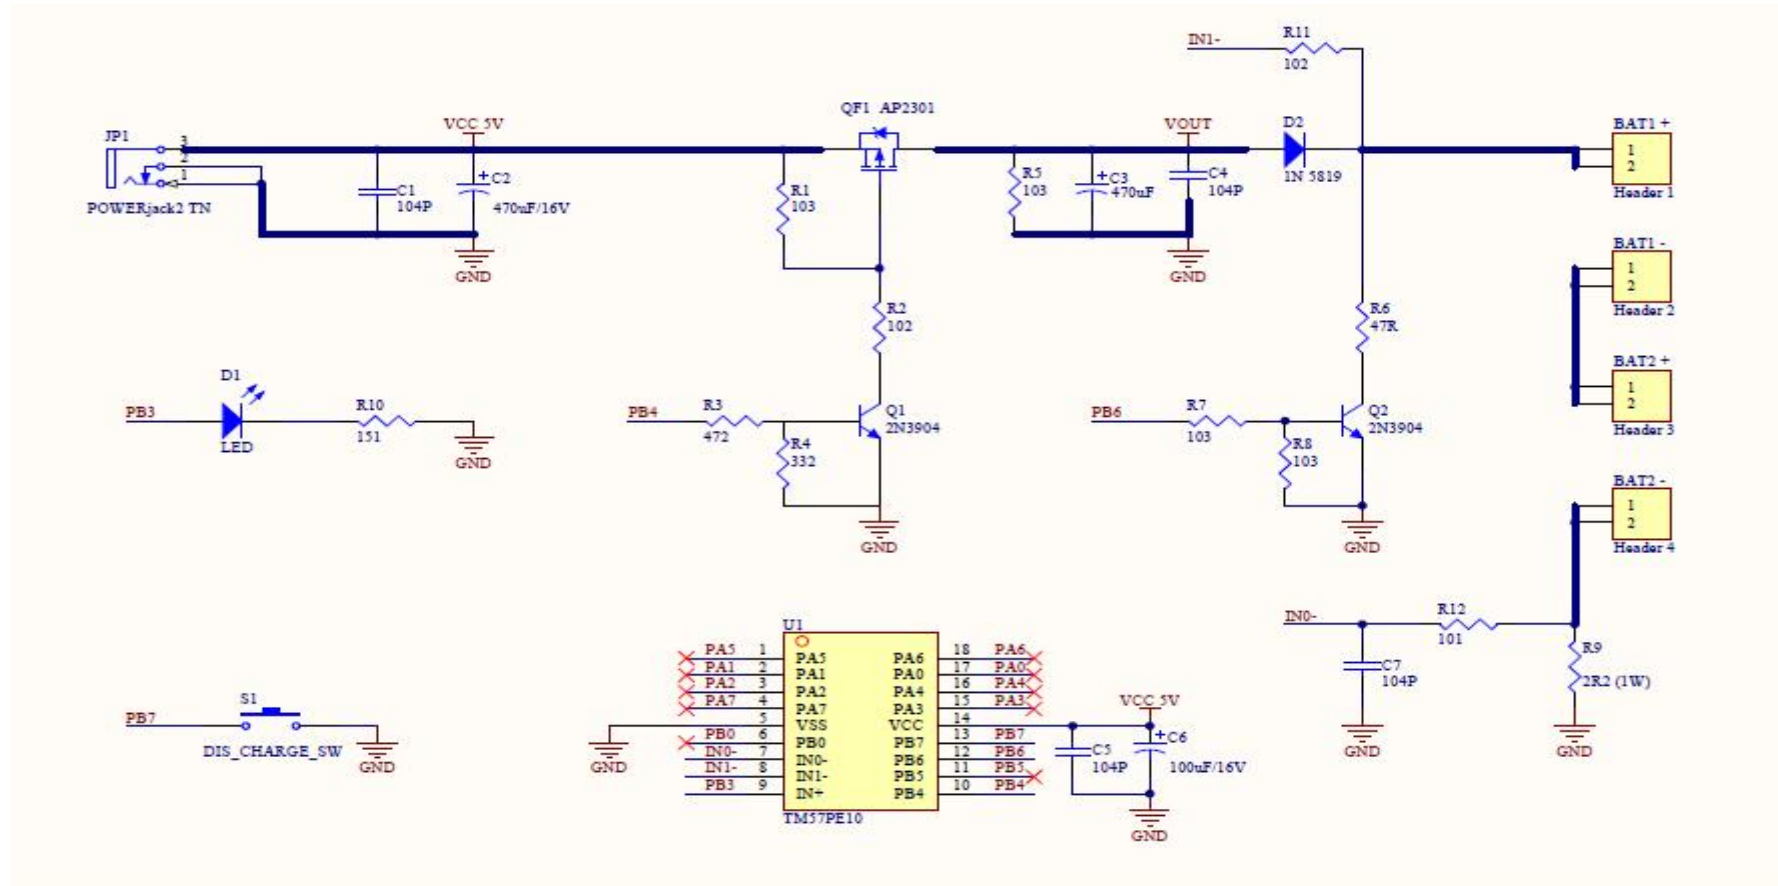 IN1-
R11
102
JP1
3
2
1
POWERjack2 TN
VCC 5V
C1
104P
C2
470uF/16V
GND
QF1 AP2301
R1
103
R2
102
VOUT
R5
103
C3
470uF
C4
104P
GND
D2
1N 5819
BAT1 +
1
2
Header 1
BAT1 -
1
2
Header 2
R6
47R
BAT2 +
1
2
Header 3
PB3
D1
LED
R10
151
GND
PB4
R3
472
R4
332
Q1
2N3904
GND
PB6
R7
103
R8
103
Q2
2N3904
GND
BAT2 -
1
2
Header 4
IN0-
R12
101
C7
104P
GND
R9
2R2 (1W)
GND
PB7
S1
DIS_CHARGE_SW
GND
U1
PA5 1 PA5 PA6 18 PA6
PA1 2 PA1 PA0 17 PA0
PA2 3 PA2 PA4 16 PA4
PA7 4 PA7 PA3 15 PA3
5 VSS VCC 14
PB0 6 PB0 PB7 13 PB7
IN0- 7 IN0- PB6 12 PB6
IN1- 8 IN1- PB5 11 PB5
PB3 9 IN+ PB4 10 PB4
TM57PE10
GND
VCC 5V
C5
104P
C6
100uF/16V
GND